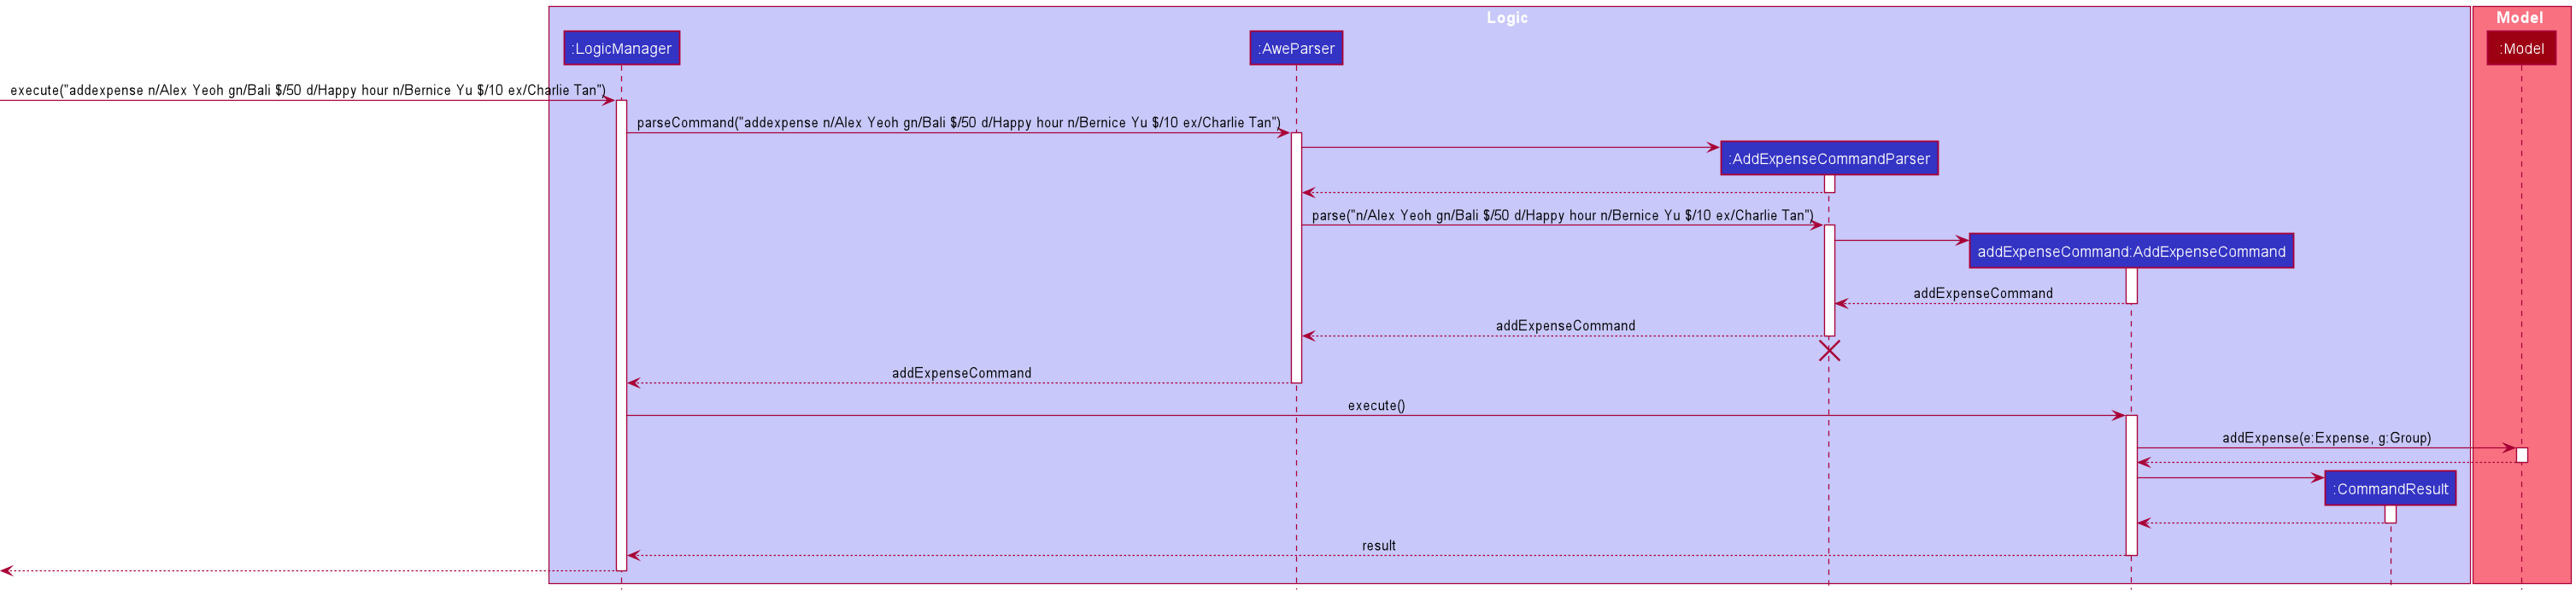 Logic
Model
:LogicManager
:AweParser
:Model
execute("addexpense n/Alex Yeoh gn/Bali $/50 d/Happy hour n/Bernice Yu $/10 ex/Charlie Tan")
parseCommand("addexpense n/Alex Yeoh gn/Bali $/50 d/Happy hour n/Bernice Yu $/10 ex/Charlie Tan")
:AddExpenseCommandParser
parse("n/Alex Yeoh gn/Bali $/50 d/Happy hour n/Bernice Yu $/10 ex/Charlie Tan")
addExpenseCommand:AddExpenseCommand
addExpenseCommand
addExpenseCommand
addExpenseCommand
execute()
addExpense(e:Expense, g:Group)
:CommandResult
result